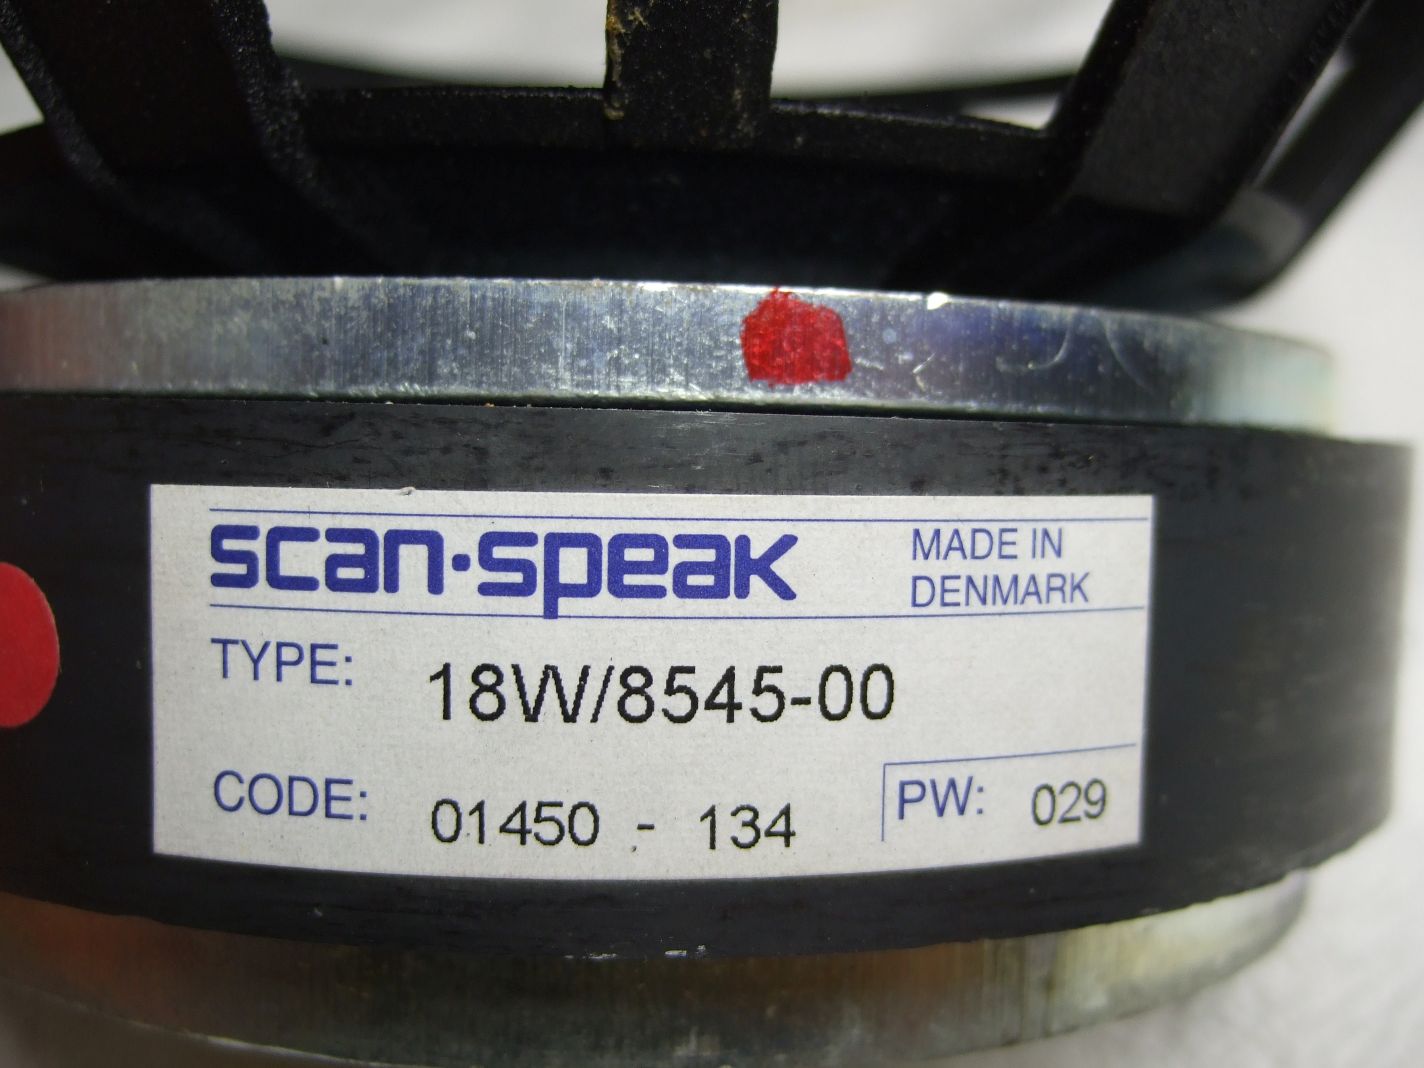 scan·speak
MADE IN
DENMARK
TYPE: 18W/8545-00
CODE: 01450 - 134
PW: 029